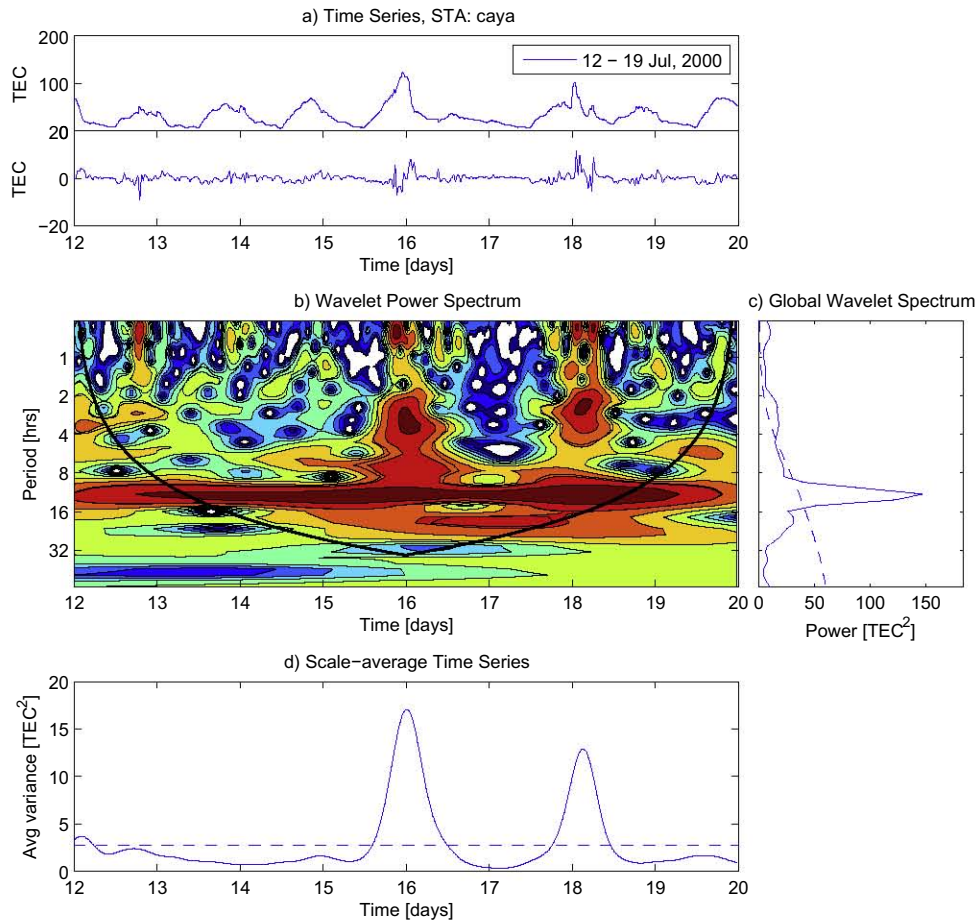 a) Time Series, STA: caya
200
100
20
TEC
12 − 19 Jul, 2000
20
0
−20
TEC
12 13 14 15 16 17 18 19 20
Time [days]
b) Wavelet Power Spectrum
1
2
4
8
16
32
Period [hrs]
12 13 14 15 16 17 18 19 20
Time [days]
c) Global Wavelet Spectrum
0 50 100 150
Power [TEC²]
d) Scale−average Time Series
20
15
10
5
0
Avg variance [TEC²]
12 13 14 15 16 17 18 19 20
Time [days]